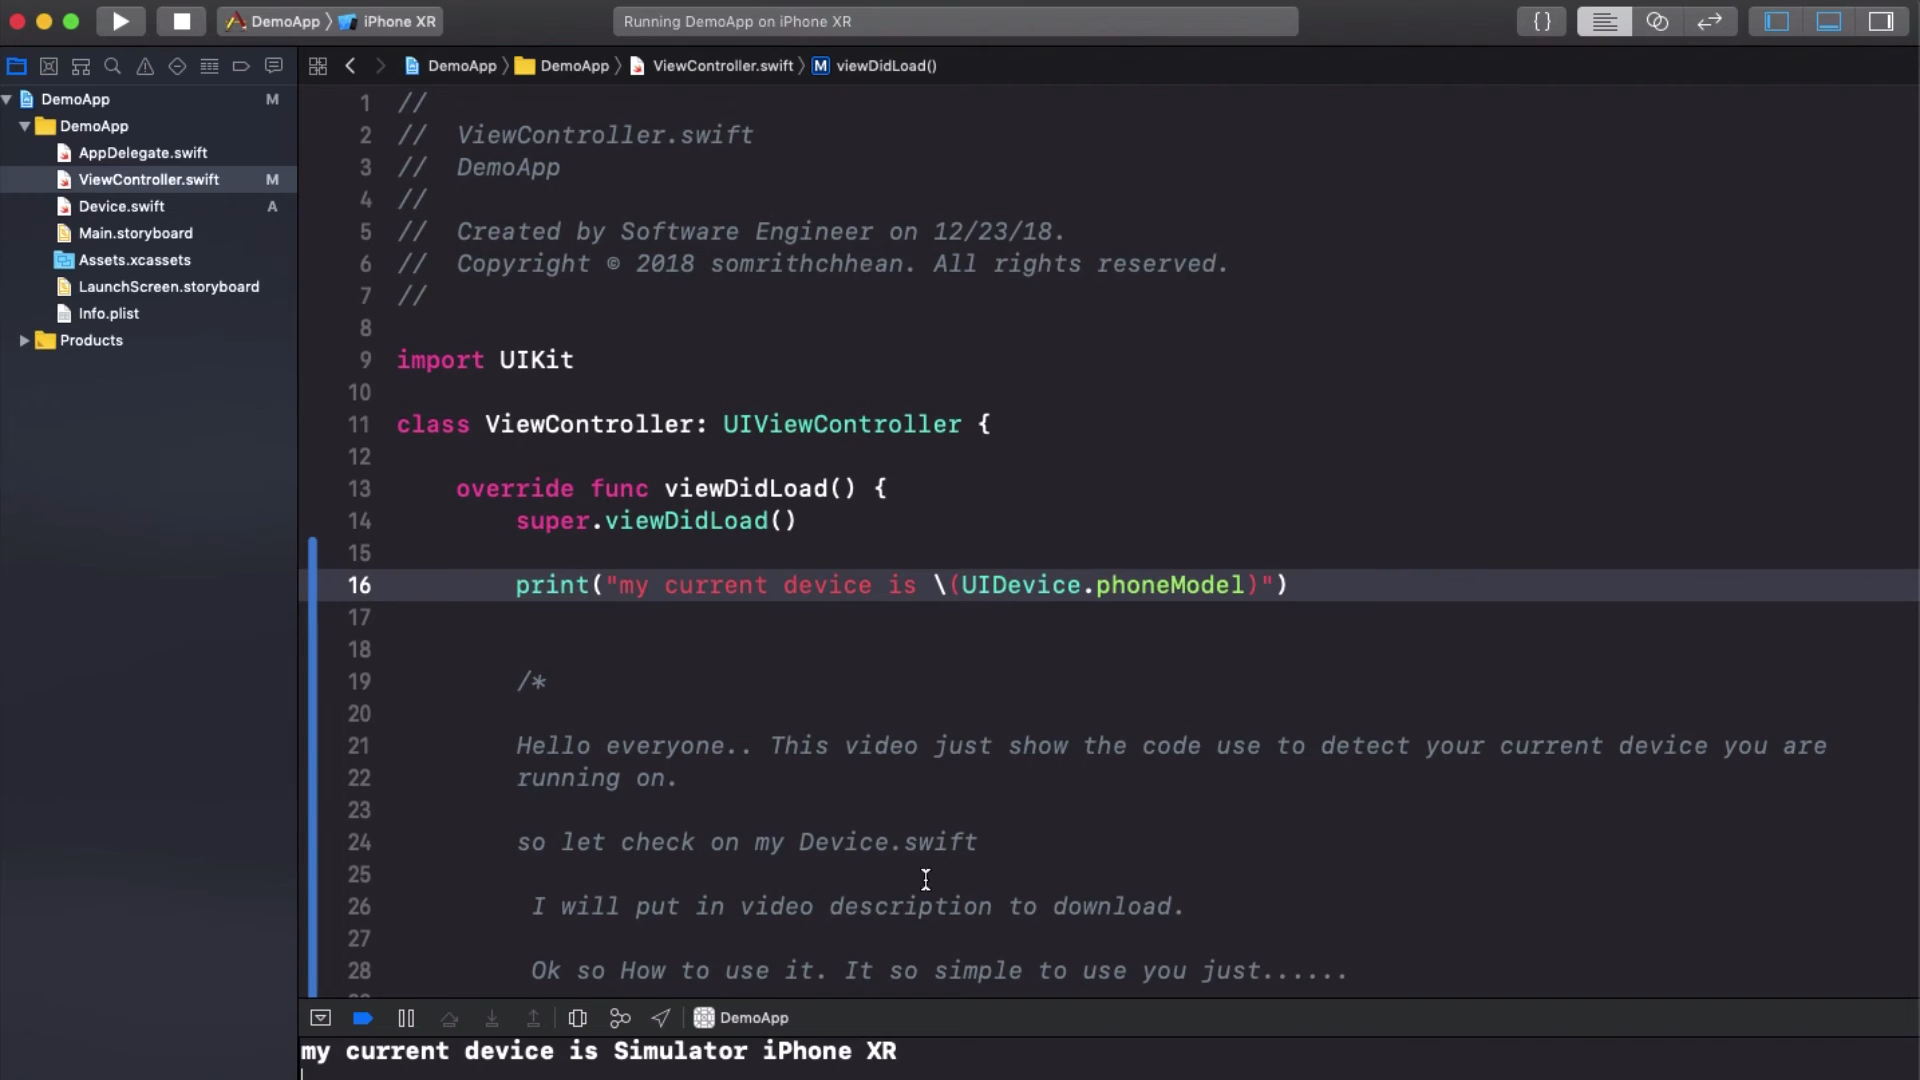 DemoApp 〉 iPhone XR
Running DemoApp on iPhone XR
{}
DemoApp 〉 DemoApp 〉 ViewController.swift 〉 M viewDidLoad()
DemoApp M
DemoApp
AppDelegate.swift
ViewController.swift M
Device.swift A
Main.storyboard
Assets.xcassets
LaunchScreen.storyboard
Info.plist
Products
1 //
2 //  ViewController.swift
3 //  DemoApp
4 //
5 //  Created by Software Engineer on 12/23/18.
6 //  Copyright © 2018 somrithchhean. All rights reserved.
7 //
8
9 import UIKit
10
11 class ViewController: UIViewController {
12
13     override func viewDidLoad() {
14         super.viewDidLoad()
15
16         print("my current device is \(UIDevice.phoneModel)")
17
18
19         /*
20
21         Hello everyone.. This video just show the code use to detect your current device you are
22         running on.
23
24         so let check on my Device.swift
25
26          I will put in video description to download.
27
28          Ok so How to use it. It so simple to use you just......
DemoApp
my current device is Simulator iPhone XR